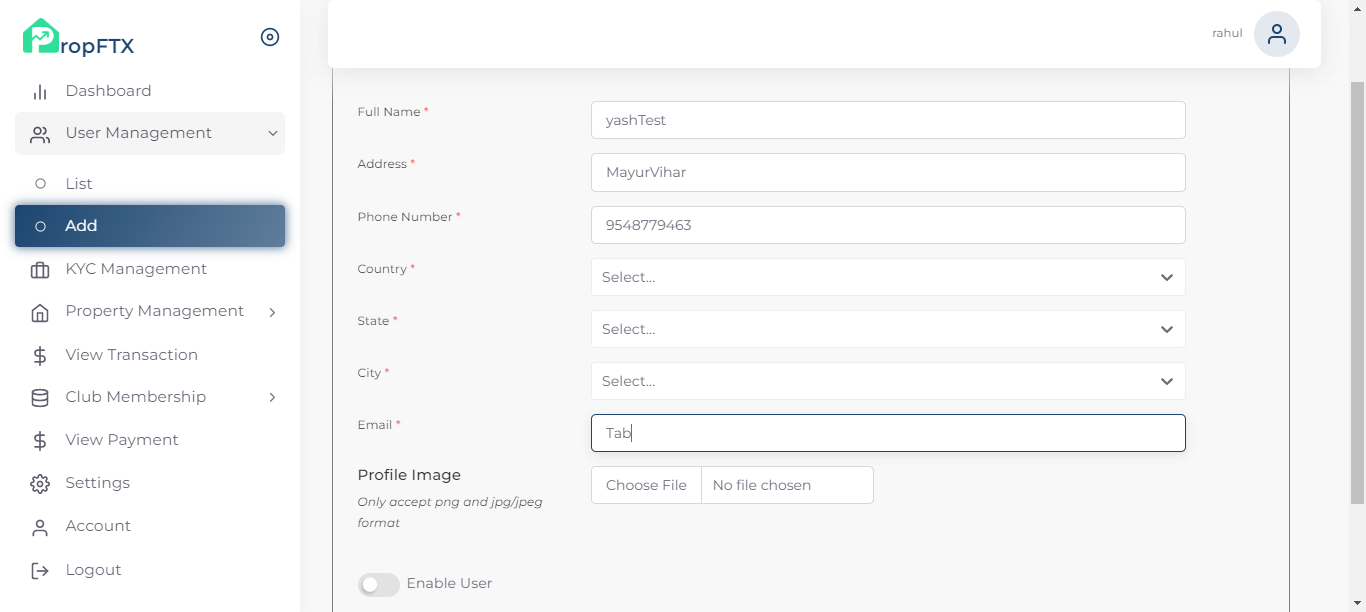 PropFTX
rahul
Dashboard
User Management
List
Add
KYC Management
Property Management
View Transaction
Club Membership
View Payment
Settings
Account
Logout
Full Name *
yashTest
Address *
MayurVihar
Phone Number *
9548779463
Country *
Select...
State *
Select...
City *
Select...
Email *
Tab
Profile Image
Only accept png and jpg/jpeg
format
Choose File No file chosen
Enable User